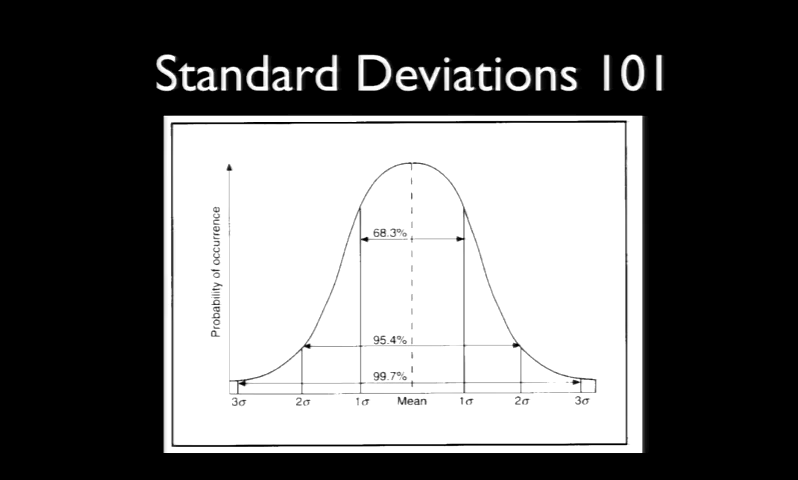 Standard Deviations 101
Probability of occurrence
68.3%
95.4%
99.7%
3σ 2σ 1σ Mean 1σ 2σ 3σ